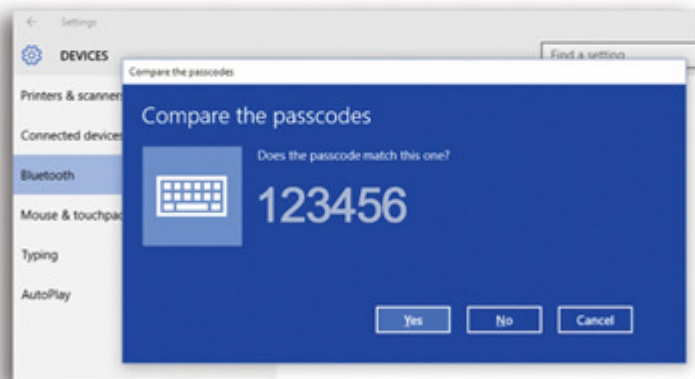 ← Settings
DEVICES
Find a setting
Compare the passcodes
Printers & scanner
Connected devices
Bluetooth
Mouse & touchpad
Typing
AutoPlay
Compare the passcodes
Does the passcode match this one?
123456
Yes No Cancel